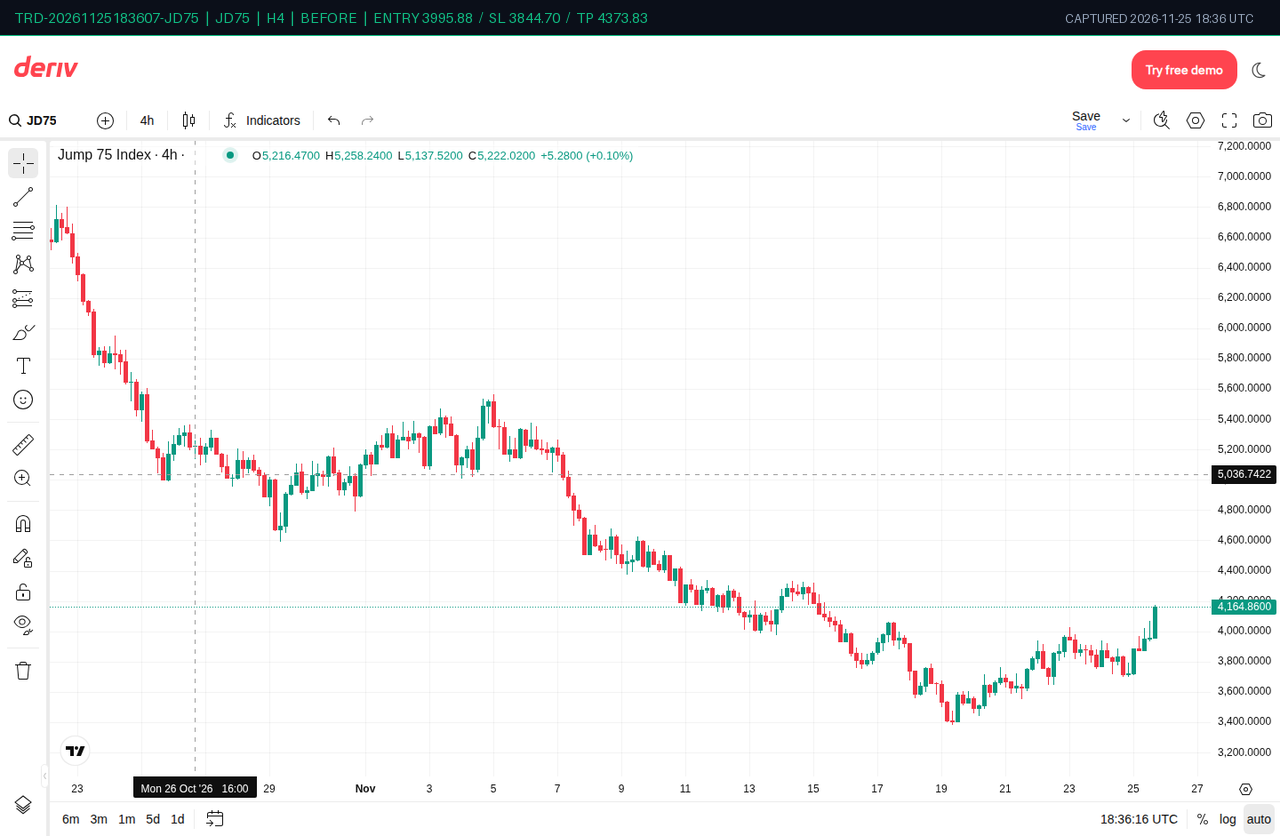 TRD-20261125183607-JD75 | JD75 | H4 | BEFORE | ENTRY 3995.88 / SL 3844.70 / TP 4373.83
CAPTURED 2026-11-25 18:36 UTC
deriv
Try free demo
JD75
4h
Indicators
Save
Save
Jump 75 Index · 4h ·
O5,216.4700 H5,258.2400 L5,137.5200 C5,222.0200 +5.2800 (+0.10%)
7,200.0000
7,000.0000
6,800.0000
6,600.0000
6,400.0000
6,200.0000
6,000.0000
5,800.0000
5,600.0000
5,400.0000
5,200.0000
5,036.7422
4,800.0000
4,600.0000
4,400.0000
4,164.8600
4,000.0000
3,800.0000
3,600.0000
3,400.0000
3,200.0000
23
Mon 26 Oct '26 16:00
29
Nov
3
5
7
9
11
13
15
17
19
21
23
25
27
6m
3m
1m
5d
1d
18:36:16 UTC
%
log
auto